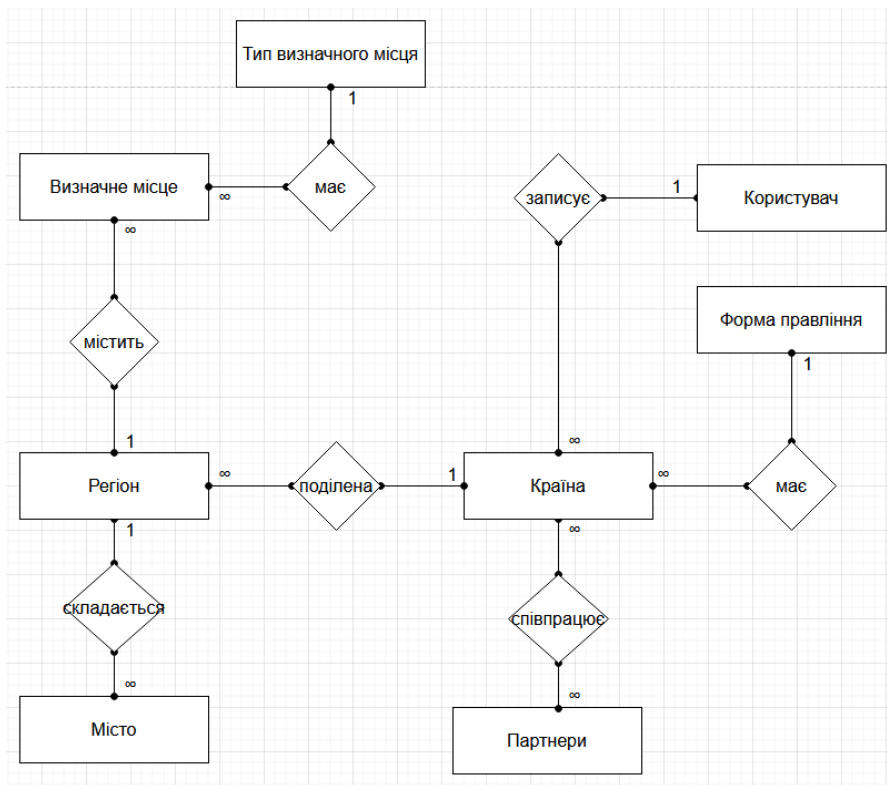 Тип визначного місця
1
Визначне місце
∞
має
записує
1
Користувач
∞
Форма правління
містить
1
1
∞
Регіон
∞
поділена
1
Країна
∞
має
1
∞
складається
співпрацює
∞
∞
Місто
Партнери